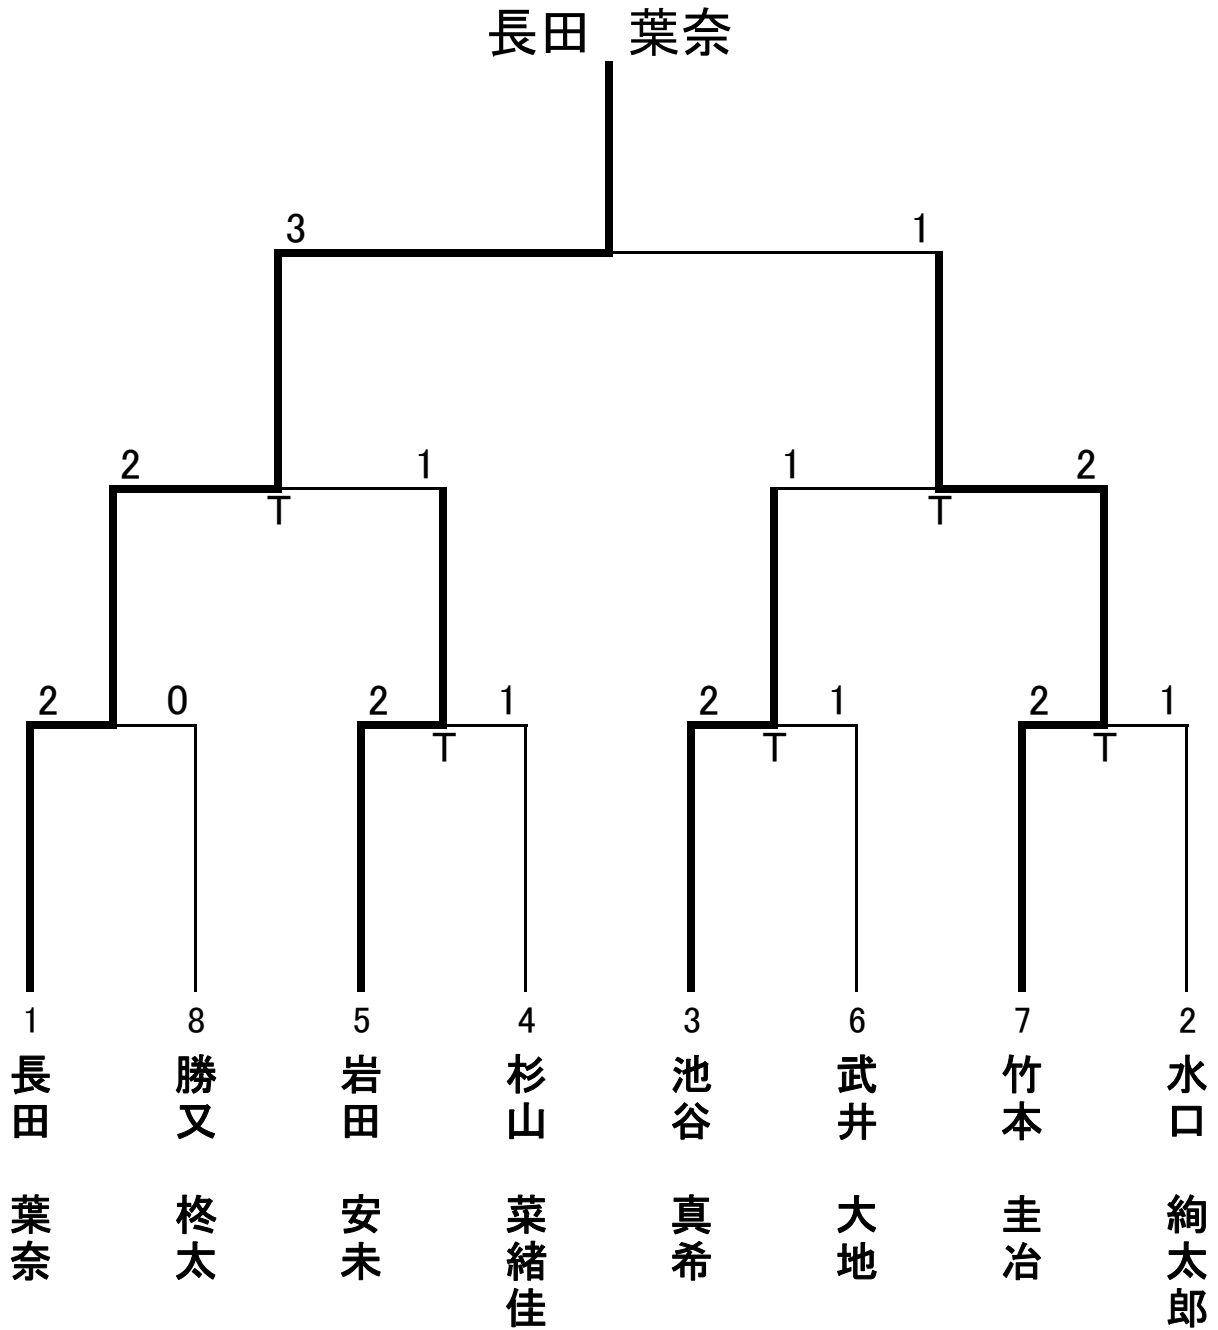 長田　葉奈
3 1
2 1 1 2
T T
2 0 2 1 2 1 2 1
T T T
1 8 5 4 3 6 7 2
長田　葉奈
勝又　柊太
岩田　安未
杉山　菜緒佳
池谷　真希
武井　大地
竹本　圭冶
水口　絢太郎